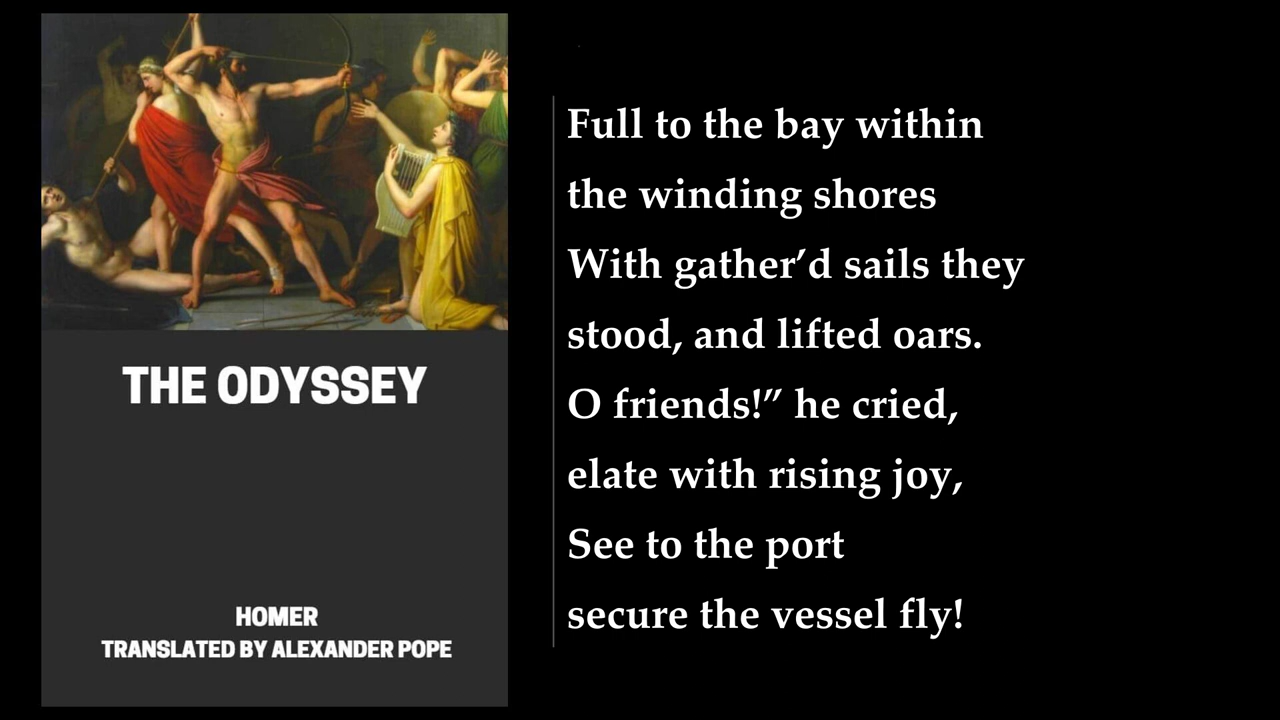 THE ODYSSEY
HOMER
TRANSLATED BY ALEXANDER POPE
Full to the bay within
the winding shores
With gather’d sails they
stood, and lifted oars.
O friends!” he cried,
elate with rising joy,
See to the port
secure the vessel fly!